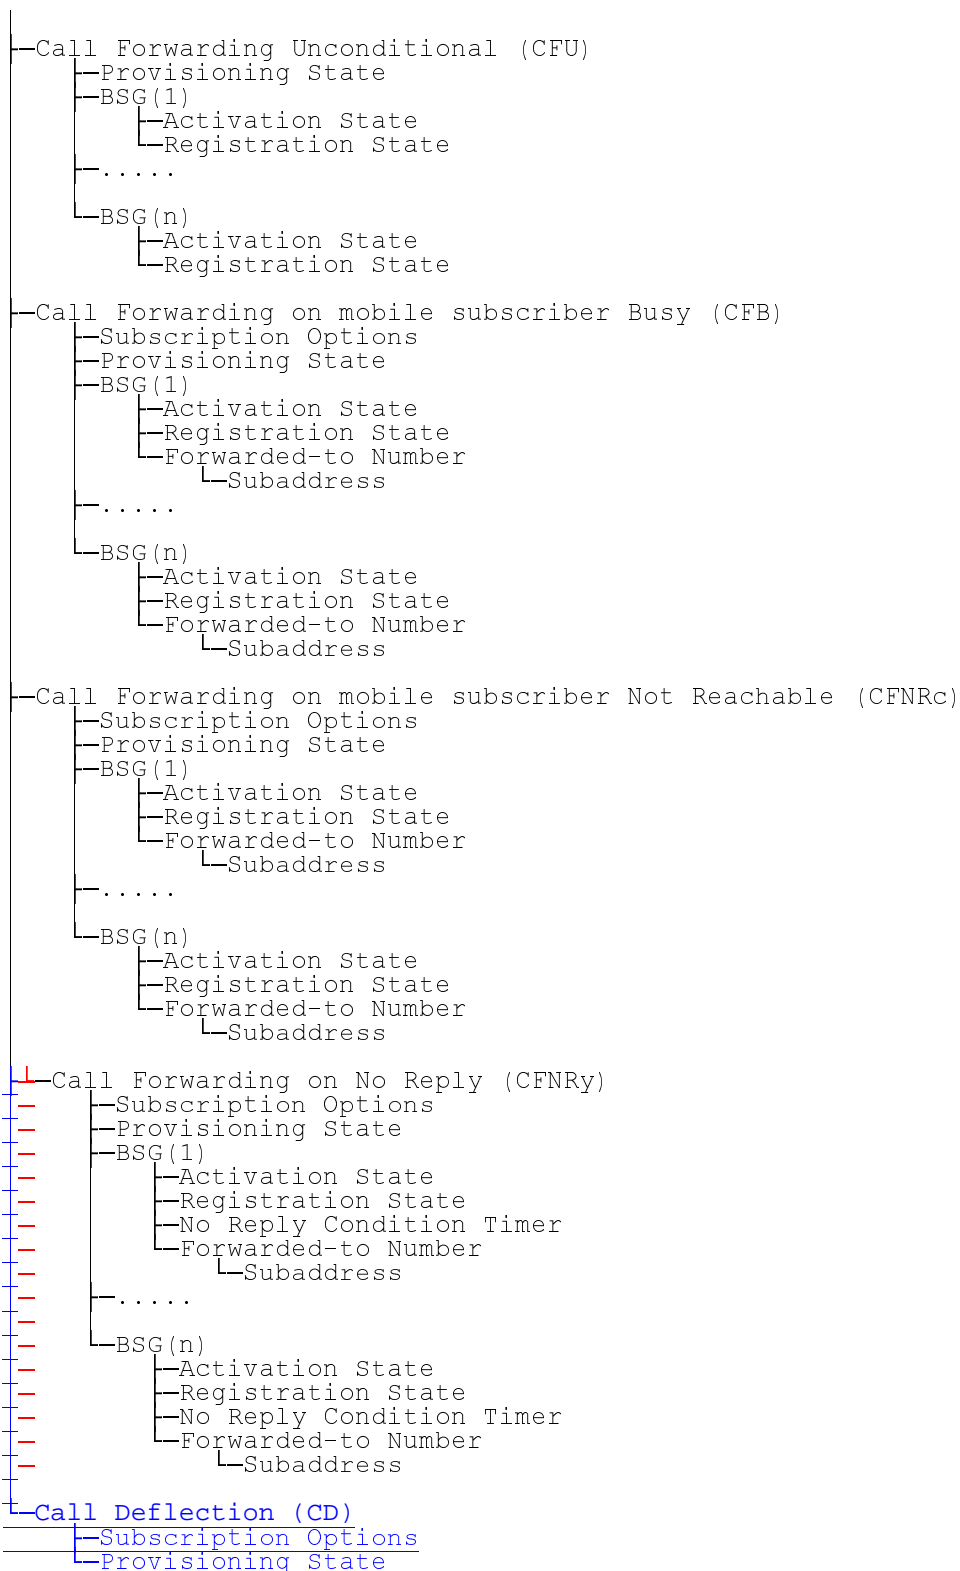 Call Forwarding Unconditional (CFU)
Provisioning State
BSG(1)
Activation State
Registration State
.....
BSG(n)
Activation State
Registration State
Call Forwarding on mobile subscriber Busy (CFB)
Subscription Options
Provisioning State
BSG(1)
Activation State
Registration State
Forwarded-to Number
Subaddress
.....
BSG(n)
Activation State
Registration State
Forwarded-to Number
Subaddress
Call Forwarding on mobile subscriber Not Reachable (CFNRc)
Subscription Options
Provisioning State
BSG(1)
Activation State
Registration State
Forwarded-to Number
Subaddress
.....
BSG(n)
Activation State
Registration State
Forwarded-to Number
Subaddress
Call Forwarding on No Reply (CFNRy)
Subscription Options
Provisioning State
BSG(1)
Activation State
Registration State
No Reply Condition Timer
Forwarded-to Number
Subaddress
.....
BSG(n)
Activation State
Registration State
No Reply Condition Timer
Forwarded-to Number
Subaddress
Call Deflection (CD)
Subscription Options
Provisioning State